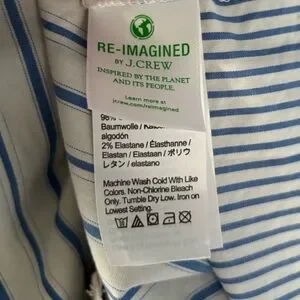 RE-IMAGINED
BY J.CREW
INSPIRED BY THE PLANET
AND ITS PEOPLE.
Learn more at
jcrew.com/reimagined
98%
Baumwolle /
algodón
2% Elastane / Élasthanne /
Elastan / Elastaan / ポリウ
レタン / elastano
Machine Wash Cold With Like
Colors. Non-Chlorine Bleach
Only. Tumble Dry Low. Iron on
Lowest Setting.